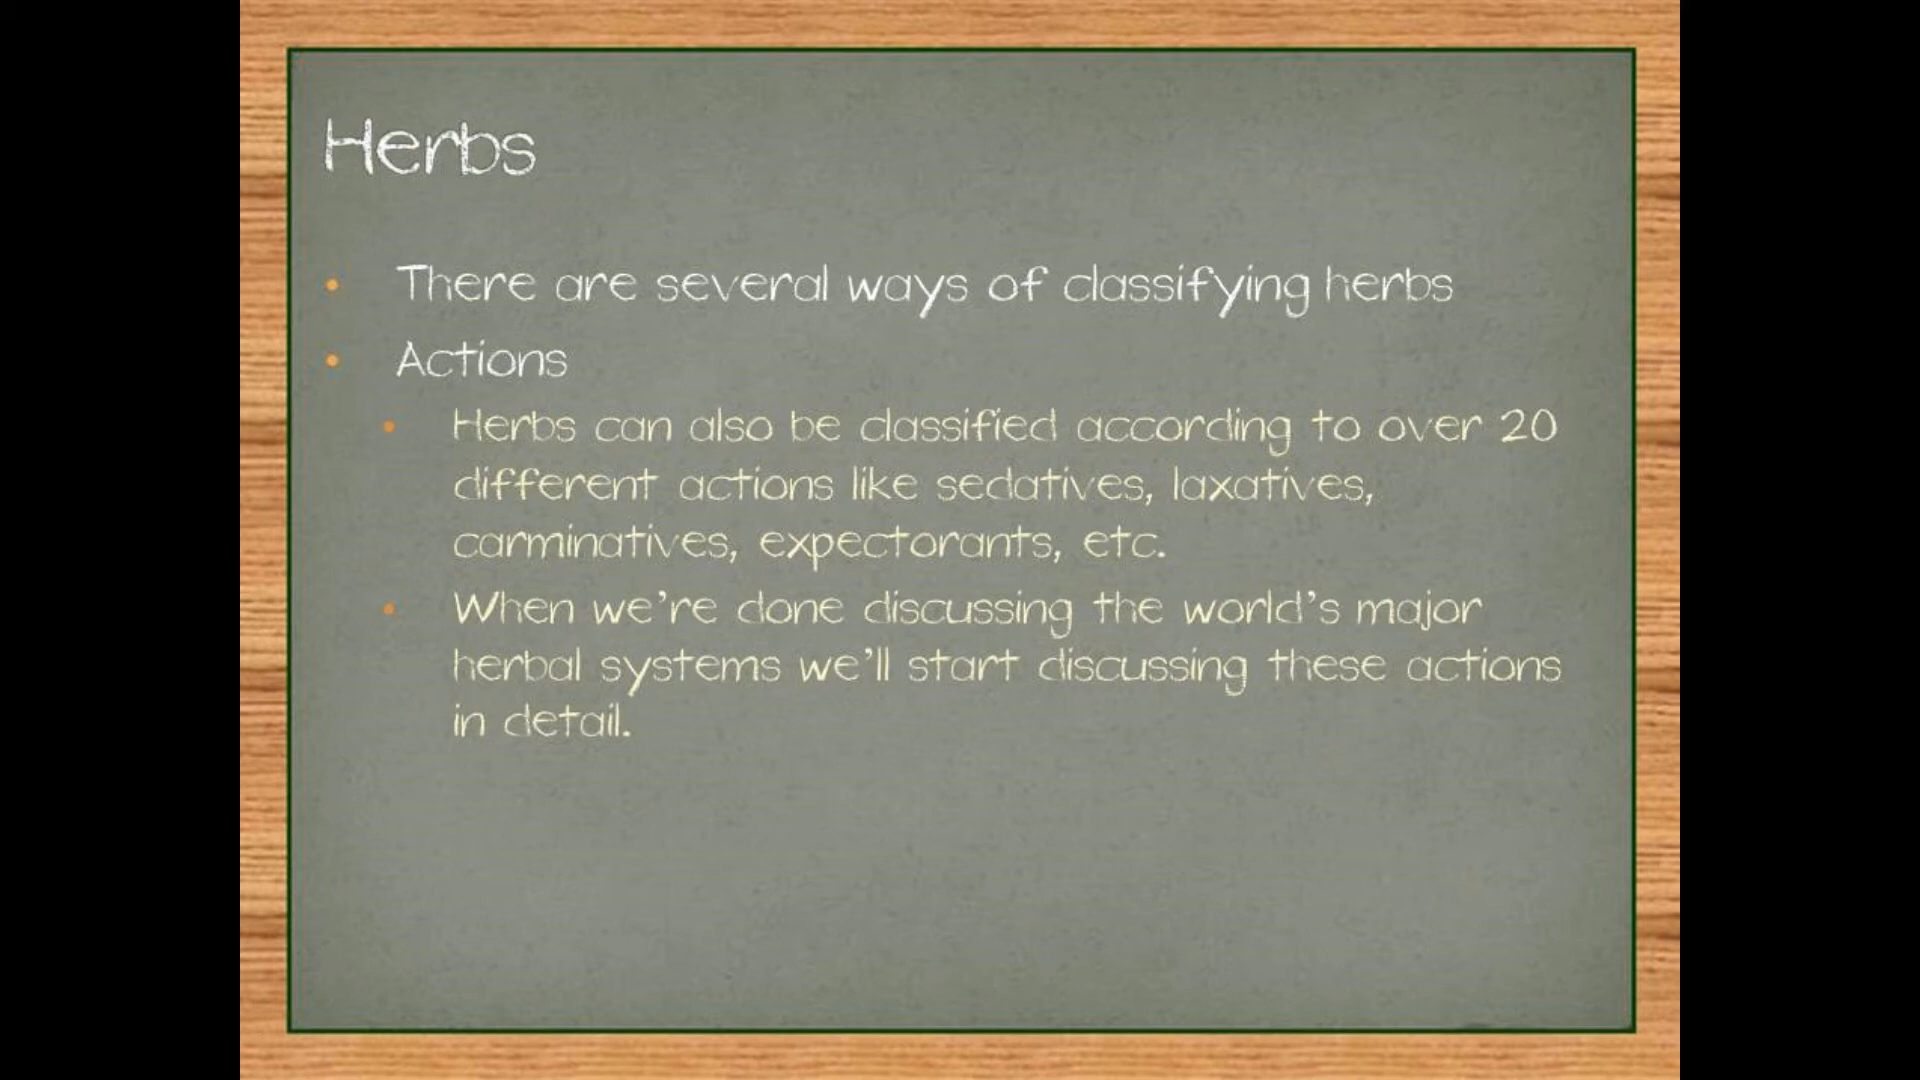 Herbs
• There are several ways of classifying herbs
• Actions
• Herbs can also be classified according to over 20
different actions like sedatives, laxatives,
carminatives, expectorants, etc.
• When we’re done discussing the world’s major
herbal systems we’ll start discussing these actions
in detail.